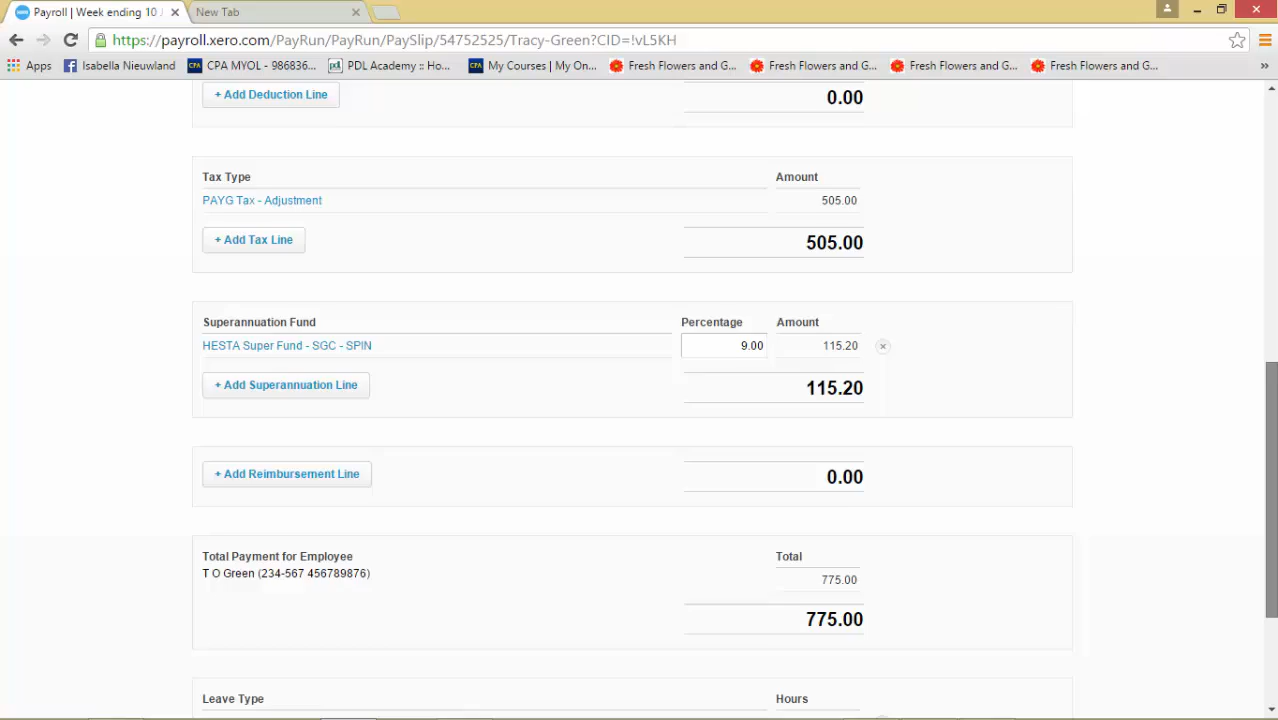 Payroll | Week ending 10 J
New Tab
https://payroll.xero.com/PayRun/PayRun/PaySlip/54752525/Tracy-Green?CID=!vL5KH
Apps Isabella Nieuwland CPA MYOL - 986836... PDL Academy :: Ho... My Courses | My On... Fresh Flowers and G... Fresh Flowers and G... Fresh Flowers and G... Fresh Flowers and G... »
+ Add Deduction Line 0.00
Tax Type Amount
PAYG Tax - Adjustment 505.00
+ Add Tax Line 505.00
Superannuation Fund Percentage Amount
HESTA Super Fund - SGC - SPIN 9.00 115.20
+ Add Superannuation Line 115.20
+ Add Reimbursement Line 0.00
Total Payment for Employee Total
T O Green (234-567 456789876) 775.00
775.00
Leave Type Hours